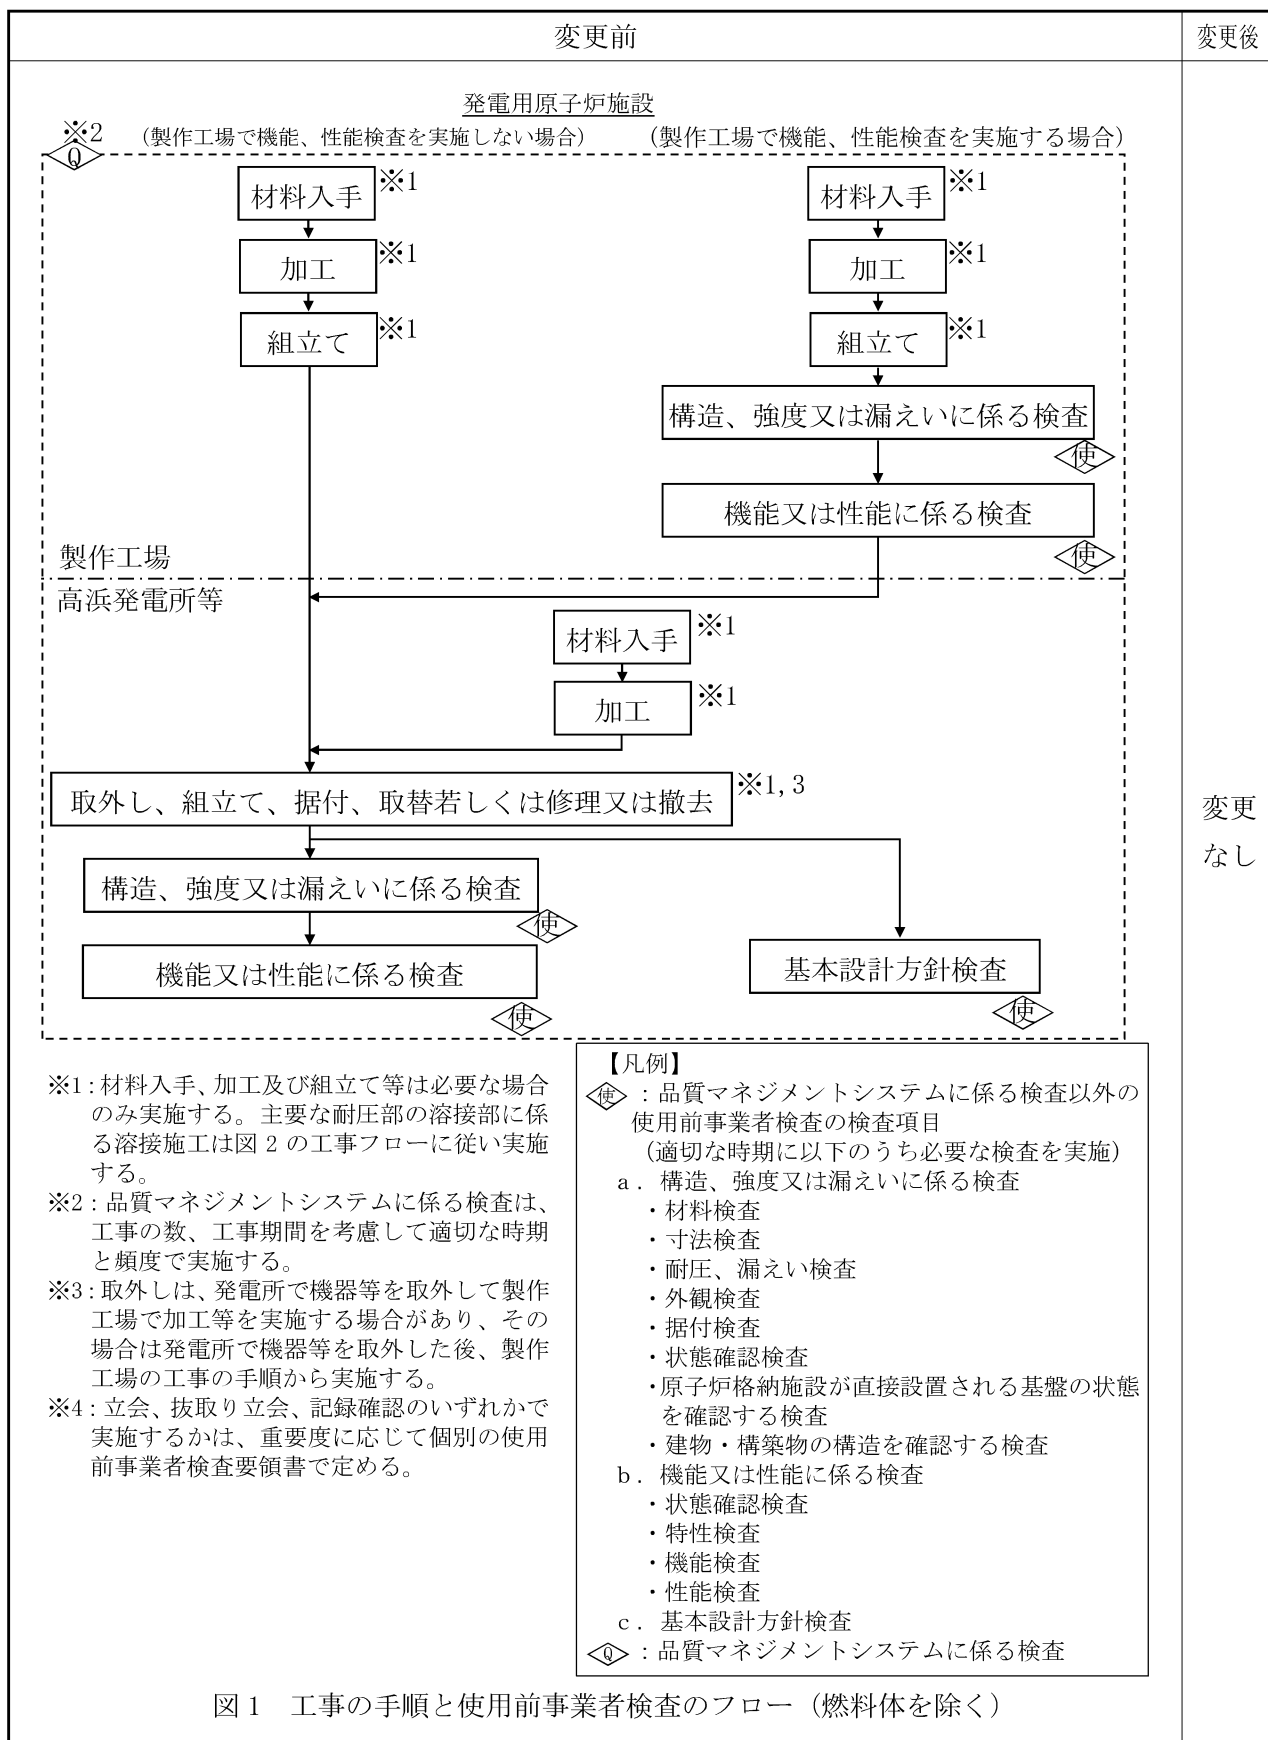 変更前
変更後
発電用原子炉施設
※2
(製作工場で機能、性能検査を実施しない場合)
(製作工場で機能、性能検査を実施する場合)
Q
材料入手
※1
材料入手
※1
加工
※1
加工
※1
組立て
※1
組立て
※1
構造、強度又は漏えいに係る検査
使
機能又は性能に係る検査
使
製作工場
高浜発電所等
材料入手
※1
加工
※1
取外し、組立て、据付、取替若しくは修理又は撤去
※1,3
構造、強度又は漏えいに係る検査
使
機能又は性能に係る検査
使
基本設計方針検査
使
変更
なし
※1:材料入手、加工及び組立て等は必要な場合
のみ実施する。主要な耐圧部の溶接部に係
る溶接施工は図2の工事フローに従い実施
する。
※2:品質マネジメントシステムに係る検査は、
工事の数、工事期間を考慮して適切な時期
と頻度で実施する。
※3:取外しは、発電所で機器等を取外して製作
工場で加工等を実施する場合があり、その
場合は発電所で機器等を取外した後、製作
工場の工事の手順から実施する。
※4:立会、抜取り立会、記録確認のいずれかで
実施するかは、重要度に応じて個別の使用
前事業者検査要領書で定める。
【凡例】
使:品質マネジメントシステムに係る検査以外の
使用前事業者検査の検査項目
(適切な時期に以下のうち必要な検査を実施)
a.構造、強度又は漏えいに係る検査
・材料検査
・寸法検査
・耐圧、漏えい検査
・外観検査
・据付検査
・状態確認検査
・原子炉格納施設が直接設置される基盤の状態
を確認する検査
・建物・構築物の構造を確認する検査
b.機能又は性能に係る検査
・状態確認検査
・特性検査
・機能検査
・性能検査
c.基本設計方針検査
Q:品質マネジメントシステムに係る検査
図1 工事の手順と使用前事業者検査のフロー(燃料体を除く)